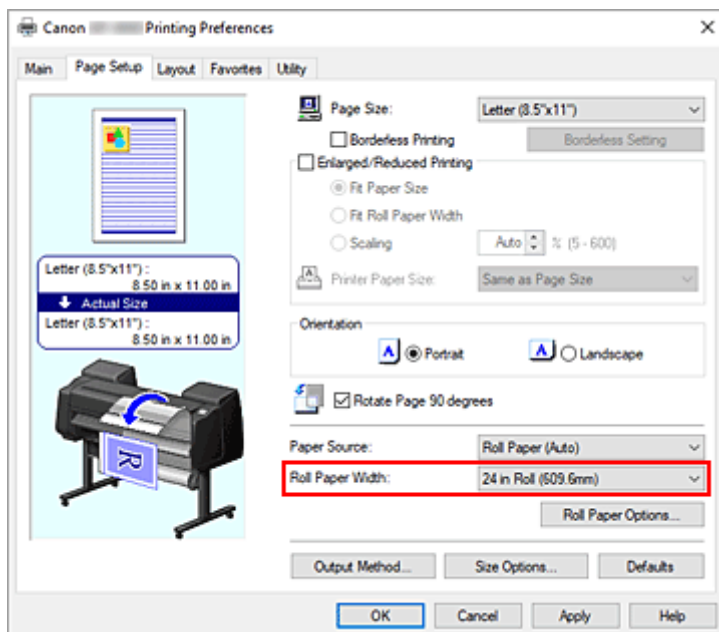 Canon Printing Preferences
Main Page Setup Layout Favorites Utility
Page Size: Letter (8.5"x11")
Borderless Printing Borderless Setting
Enlarged/Reduced Printing
Fit Paper Size
Fit Roll Paper Width
Scaling Auto % (5 - 600)
Printer Paper Size: Same as Page Size
Letter (8.5"x11") :
8.50 in x 11.00 in
Actual Size
Letter (8.5"x11") :
8.50 in x 11.00 in
Orientation
A Portrait A Landscape
Rotate Page 90 degrees
R
Paper Source: Roll Paper (Auto)
Roll Paper Width: 24 in Roll (609.6mm)
Roll Paper Options...
Output Method... Size Options... Defaults
OK Cancel Apply Help